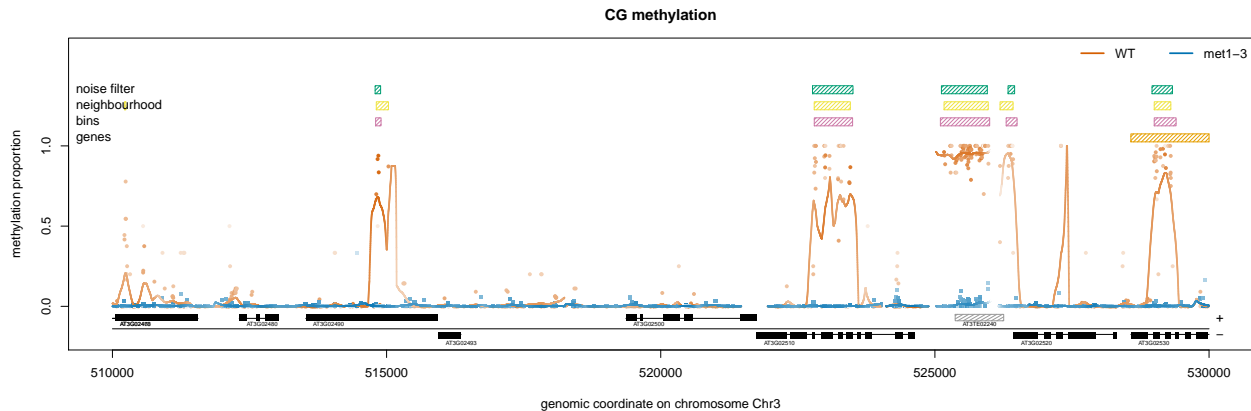 CG methylation
WT met1−3
noise filter
neighbourhood
bins
genes
methylation proportion
1.0
0.5
0.0
AT3G02480 AT3G02490 AT3G02500 AT3TE02240 +
AT3G02493 AT3G02510 AT3G02520 AT3G02530 −
510000 515000 520000 525000 530000
genomic coordinate on chromosome Chr3